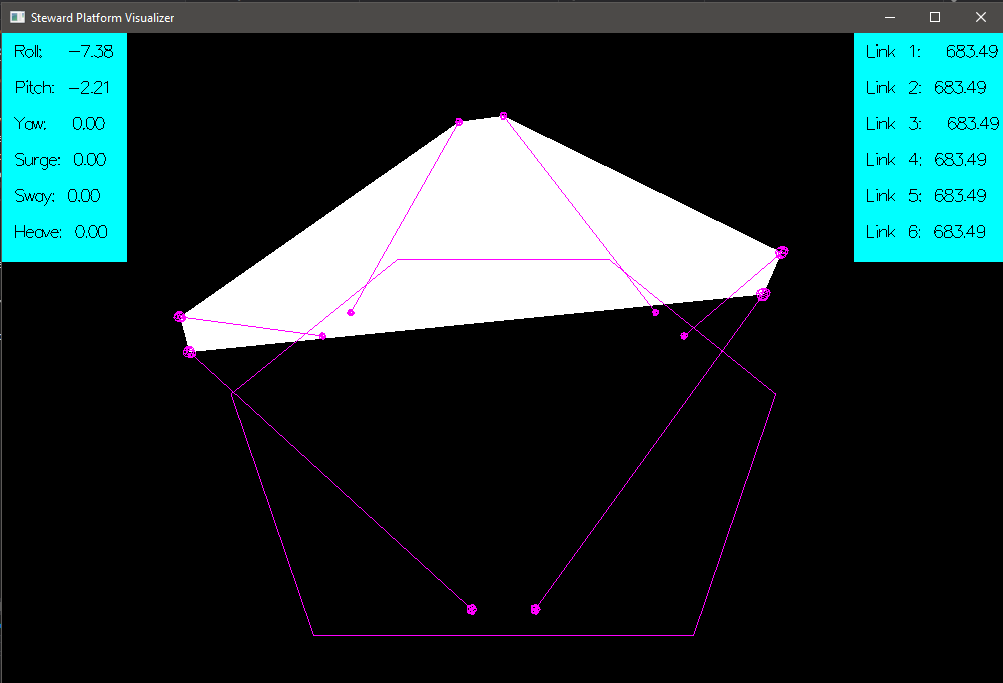 Steward Platform Visualizer
Roll: -7.38
Pitch: -2.21
Yaw: 0.00
Surge: 0.00
Sway: 0.00
Heave: 0.00
Link 1: 683.49
Link 2: 683.49
Link 3: 683.49
Link 4: 683.49
Link 5: 683.49
Link 6: 683.49